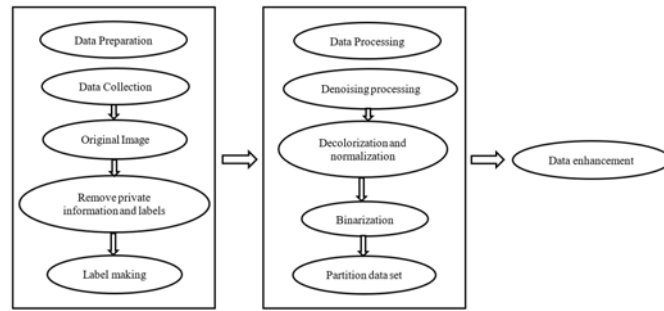 Data Preparation
Data Collection
Original Image
Remove private
information and labels
Label making
Data Processing
Denoising processing
Decolorization and
normalization
Binarization
Partition data set
Data enhancement